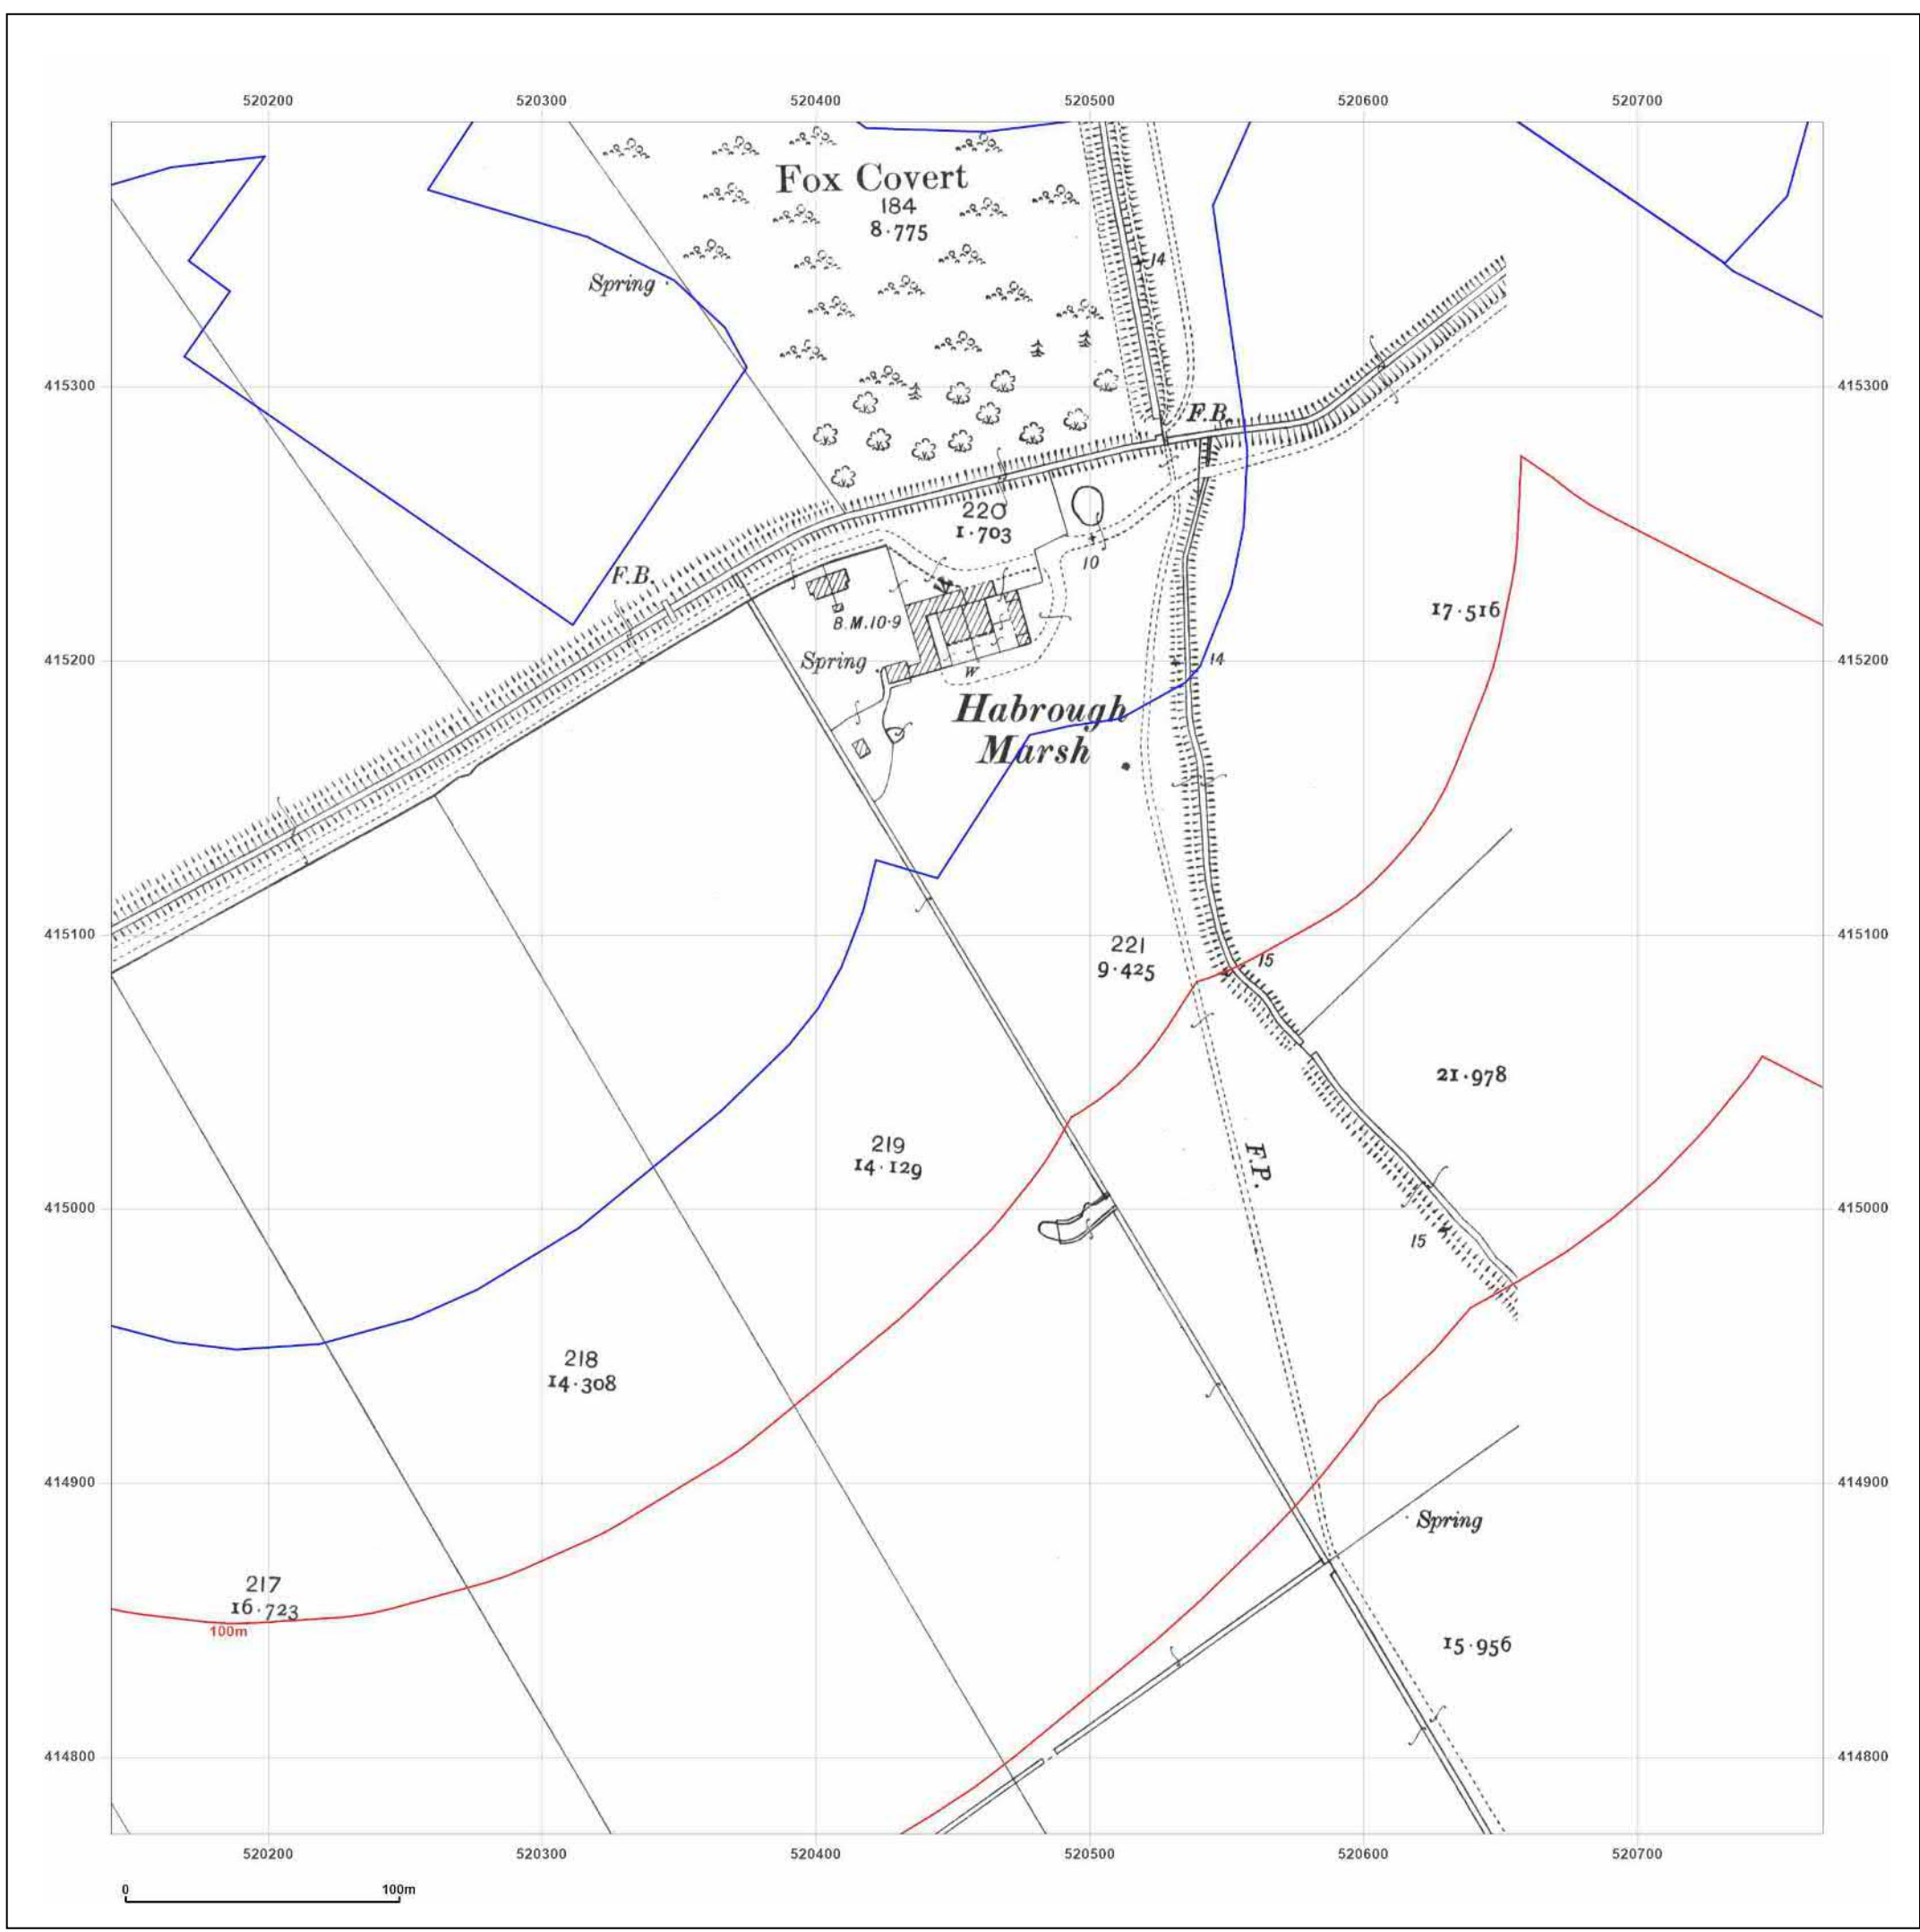 520200 520300 520400 520500 520600 520700
Fox Covert
184
8·775
14
Spring
415300 415300
F.B.
220
1·703
10
F.B.
17·516
B.M.10·9
Spring
W
415200 14 415200
Habrough
Marsh
415100 415100
221
9·425
15
21·978
219
14·129
F.P.
415000 415000
15
218
14·308
414900 414900
Spring
217
16·723
100m
15·956
414800 414800
520200 520300 520400 520500 520600 520700
0 100m